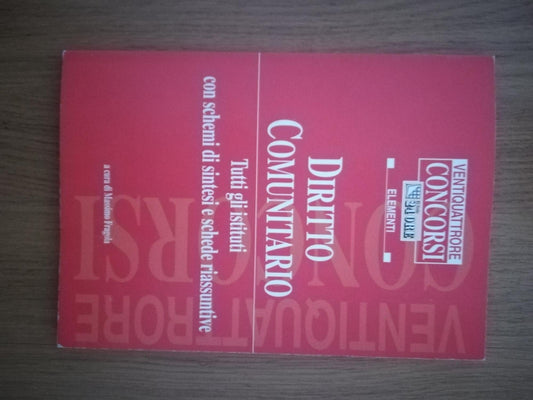 VENTIQUATTRORE
CONCORSI
ELEMENTI
DIRITTO
COMUNITARIO
Tutti gli istituti
con schemi di sintesi e schede riassuntive
a cura di Massimo Fragola
VENTIQUATTRORE
CONCORSI